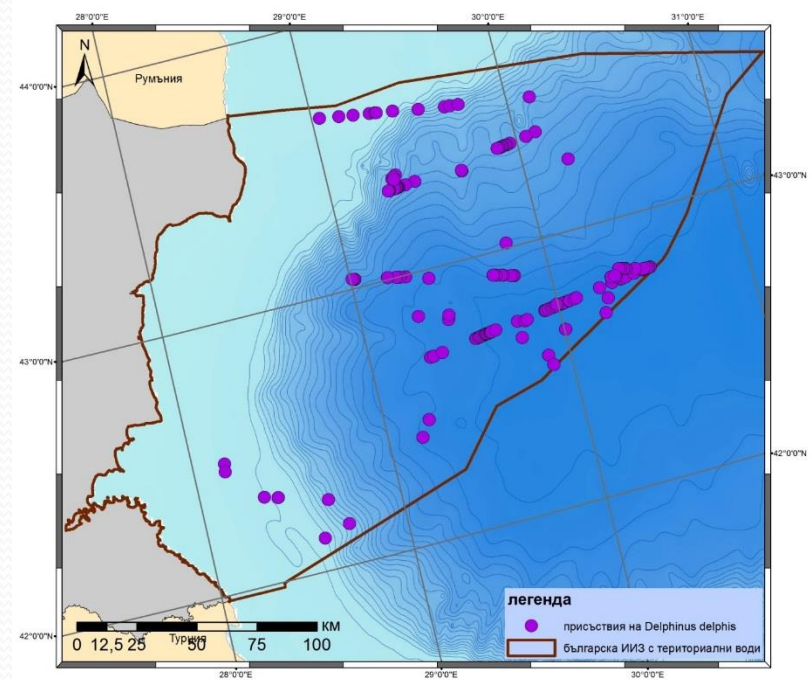 28°0'0"E
29°0'0"E
30°0'0"E
31°0'0"E
N
Румъния
44°0'0"N
43°0'0"N
43°0'0"N
42°0'0"N
легенда
присъствия на Delphinus delphis
българска ИИЗ с териториални води
КМ
0 12,5 25 50 75 100
Турция
42°0'0"N
28°0'0"E
29°0'0"E
30°0'0"E